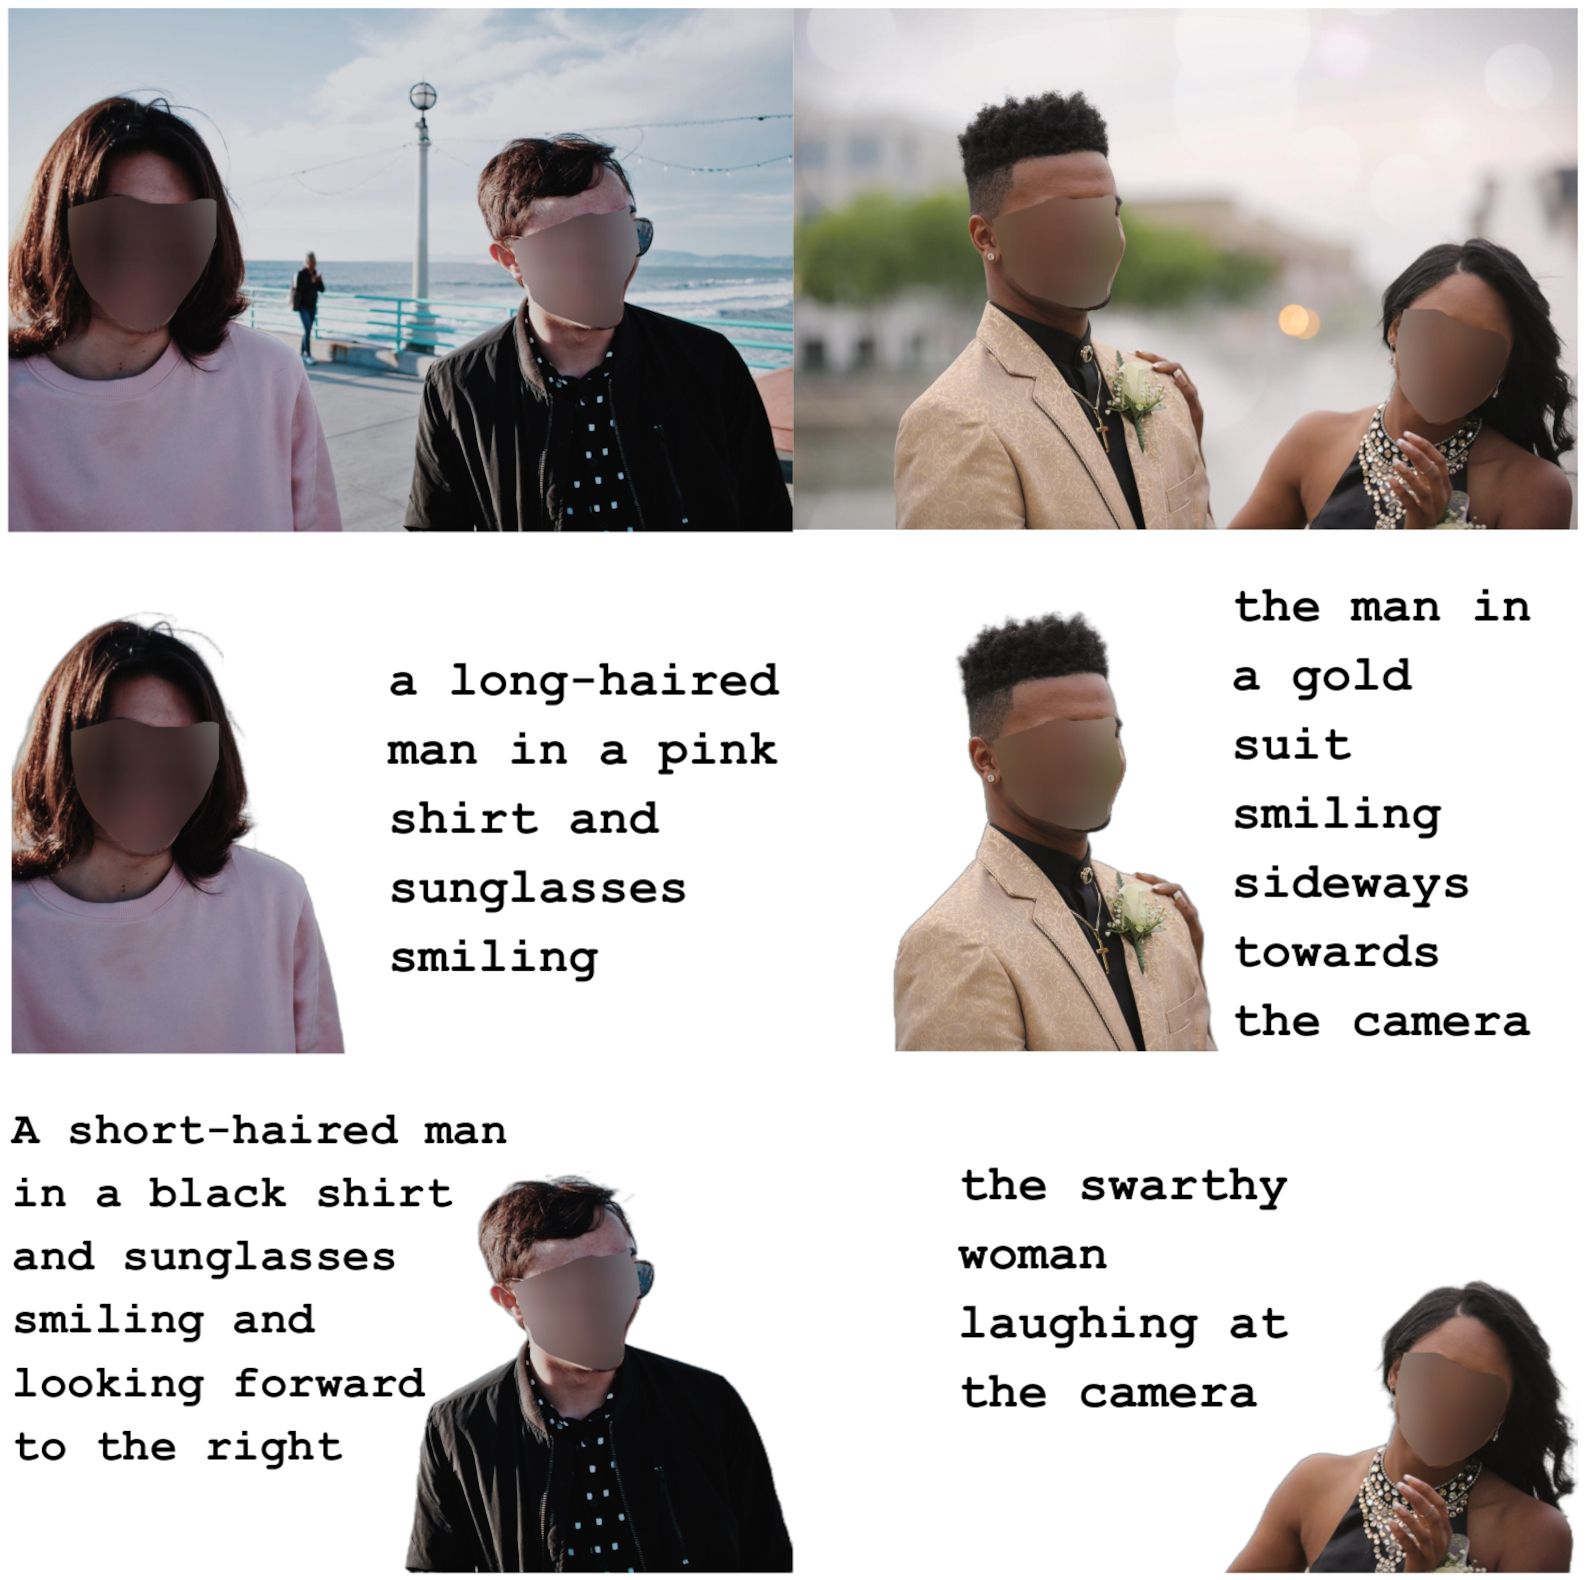 a long-haired
man in a pink
shirt and
sunglasses
smiling
the man in
a gold
suit
smiling
sideways
towards
the camera
A short-haired man
in a black shirt
and sunglasses
smiling and
looking forward
to the right
the swarthy
woman
laughing at
the camera